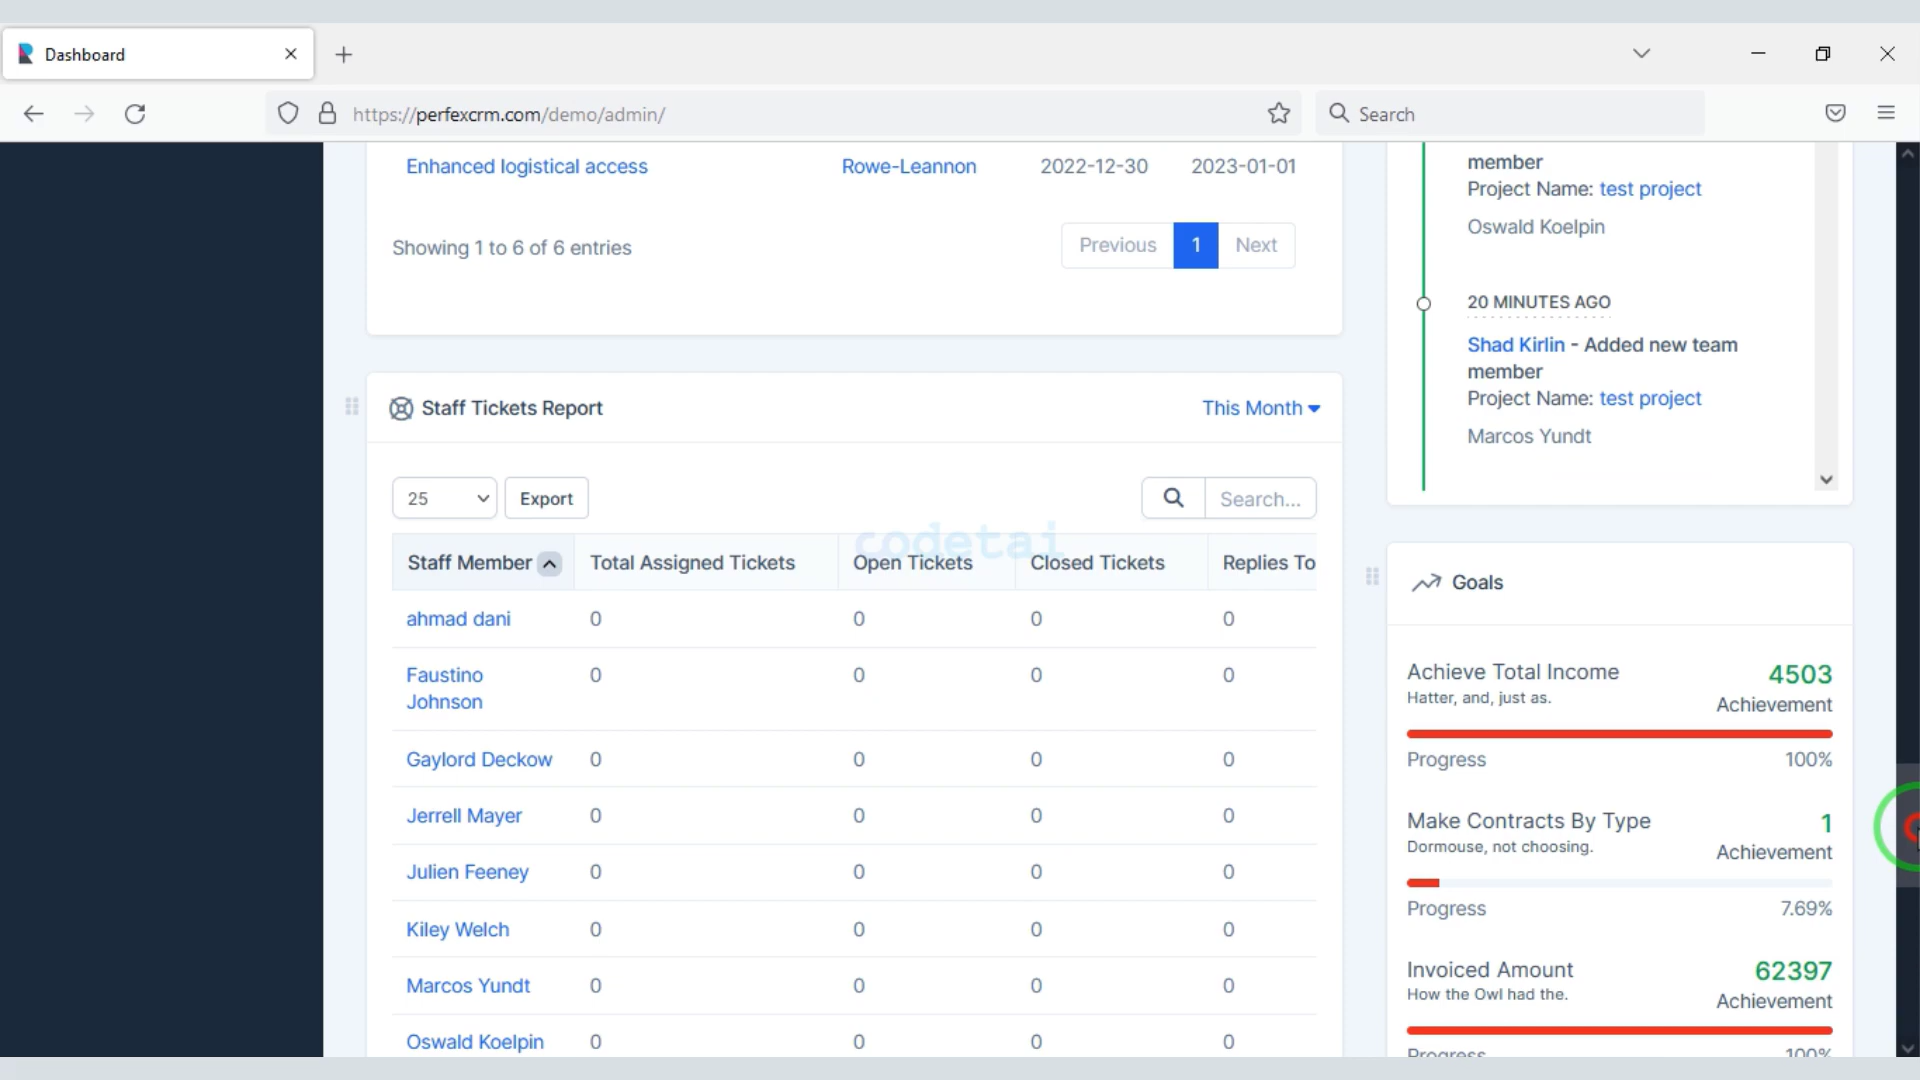 Dashboard
https://perfexcrm.com/demo/admin/
Search
Enhanced logistical access Rowe-Leannon 2022-12-30 2023-01-01
Showing 1 to 6 of 6 entries
Previous 1 Next
member
Project Name: test project
Oswald Koelpin
20 MINUTES AGO
Shad Kirlin - Added new team
member
Project Name: test project
Marcos Yundt
Staff Tickets Report
This Month
25
Export
Search...
codetai
Staff Member Total Assigned Tickets Open Tickets Closed Tickets Replies To
ahmad dani 0 0 0 0
Faustino
Johnson 0 0 0 0
Gaylord Deckow 0 0 0 0
Jerrell Mayer 0 0 0 0
Julien Feeney 0 0 0 0
Kiley Welch 0 0 0 0
Marcos Yundt 0 0 0 0
Oswald Koelpin 0 0 0 0
Goals
Achieve Total Income 4503
Hatter, and, just as. Achievement
Progress 100%
Make Contracts By Type 1
Dormouse, not choosing. Achievement
Progress 7.69%
Invoiced Amount 62397
How the Owl had the. Achievement
Progress 100%